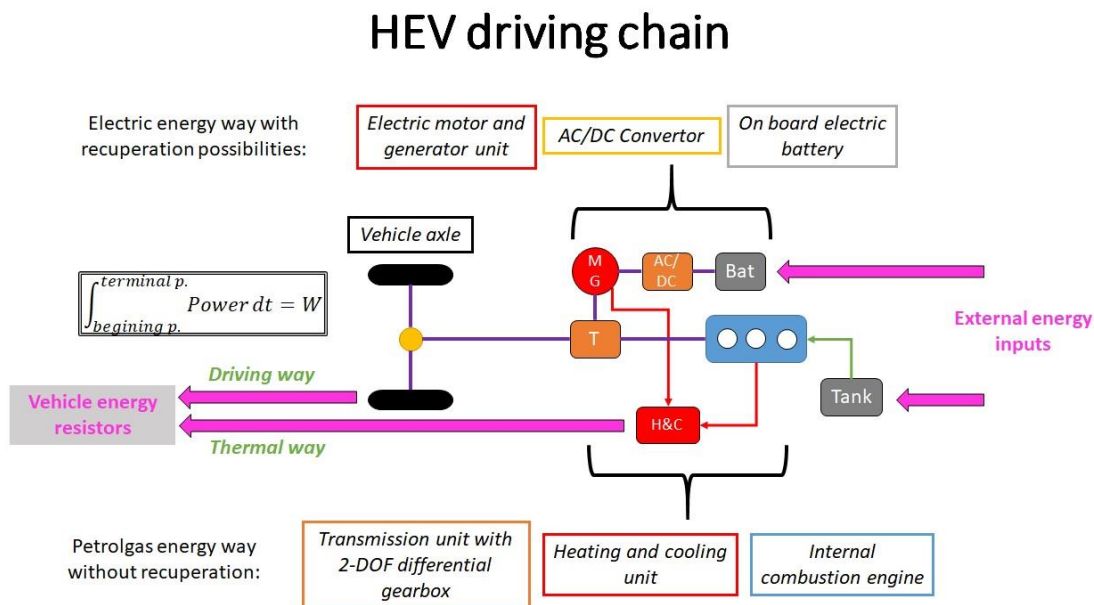 HEV driving chain
Electric energy way with
recuperation possibilities:
Electric motor and
generator unit
AC/DC Convertor
On board electric
battery
Vehicle axle
M
G
AC/
DC
Bat
∫ terminal p. begining p. Power dt = W
External energy
inputs
T
Driving way
Vehicle energy
resistors
Tank
H&C
Thermal way
Petrolgas energy way
without recuperation:
Transmission unit with
2-DOF differential
gearbox
Heating and cooling
unit
Internal
combustion engine